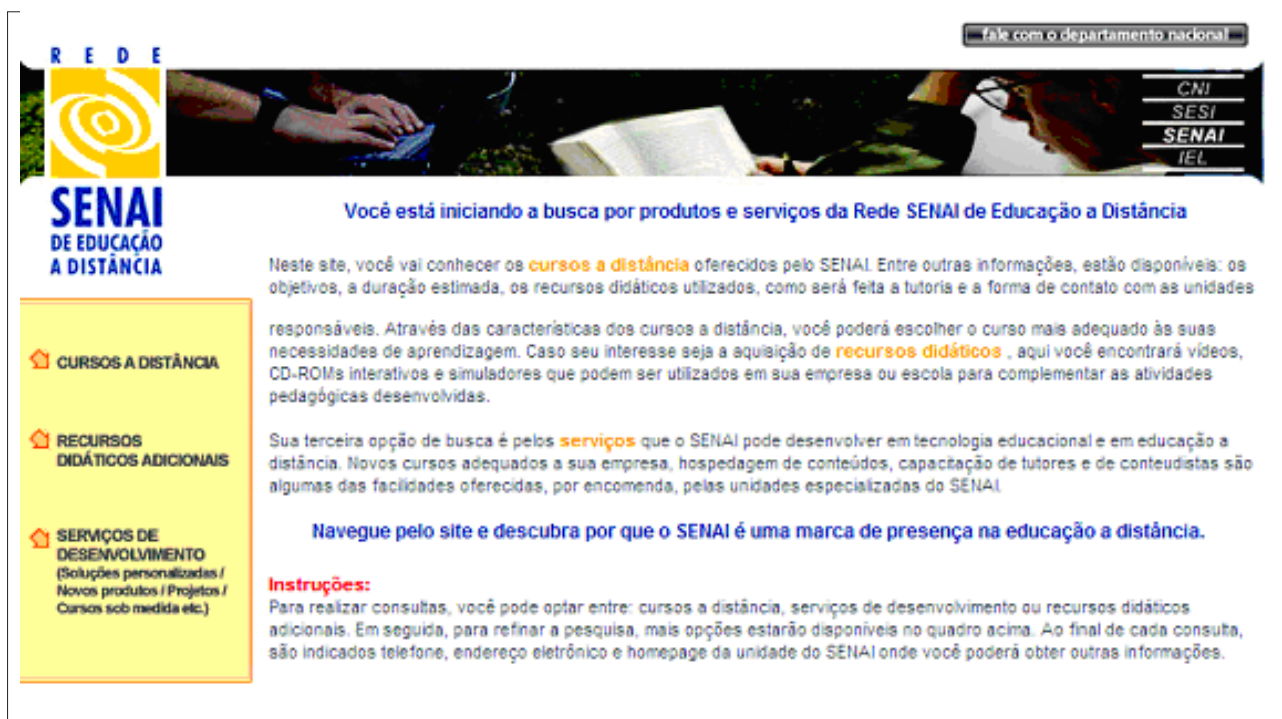 fale com o departamento nacional
REDE
CNI
SESI
SENAI
IEL
SENAI
DE EDUCAÇÃO
A DISTÂNCIA
Você está iniciando a busca por produtos e serviços da Rede SENAI de Educação a Distância
Neste site, você vai conhecer os cursos a distância oferecidos pelo SENAI. Entre outras informações, estão disponíveis: os
objetivos, a duração estimada, os recursos didáticos utilizados, como será feita a tutoria e a forma de contato com as unidades
responsáveis. Através das características dos cursos a distância, você poderá escolher o curso mais adequado às suas
necessidades de aprendizagem. Caso seu interesse seja a aquisição de recursos didáticos , aqui você encontrará vídeos,
CD-ROMs interativos e simuladores que podem ser utilizados em sua empresa ou escola para complementar as atividades
pedagógicas desenvolvidas.
Sua terceira opção de busca é pelos serviços que o SENAI pode desenvolver em tecnologia educacional e em educação a
distância. Novos cursos adequados a sua empresa, hospedagem de conteúdos, capacitação de tutores e de conteudistas são
algumas das facilidades oferecidas, por encomenda, pelas unidades especializadas do SENAI.
Navegue pelo site e descubra por que o SENAI é uma marca de presença na educação a distância.
Instruções:
Para realizar consultas, você pode optar entre: cursos a distância, serviços de desenvolvimento ou recursos didáticos
adicionais. Em seguida, para refinar a pesquisa, mais opções estarão disponíveis no quadro acima. Ao final de cada consulta,
são indicados telefone, endereço eletrônico e homepage da unidade do SENAI onde você poderá obter outras informações.
CURSOS A DISTÂNCIA
RECURSOS
DIDÁTICOS ADICIONAIS
SERVIÇOS DE
DESENVOLVIMENTO
(Soluções personalizadas /
Novos produtos / Projetos /
Cursos sob medida etc.)